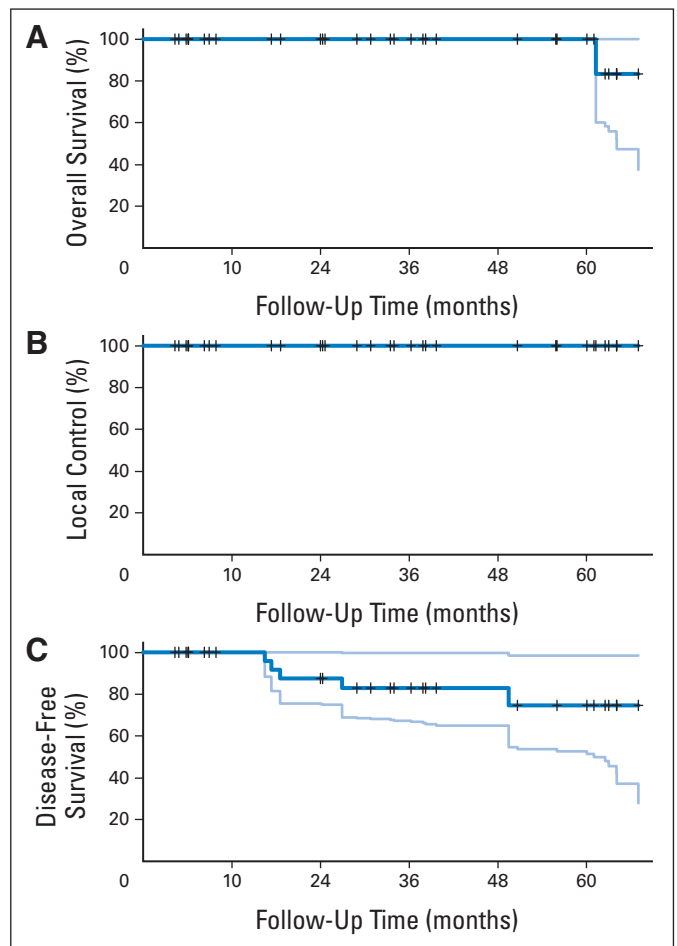 A
Overall Survival (%)
100
80
60
40
20
0 10 24 36 48 60
Follow-Up Time (months)
B
Local Control (%)
100
80
60
40
20
0 10 24 36 48 60
Follow-Up Time (months)
C
Disease-Free
Survival (%)
100
80
60
40
20
0 10 24 36 48 60
Follow-Up Time (months)